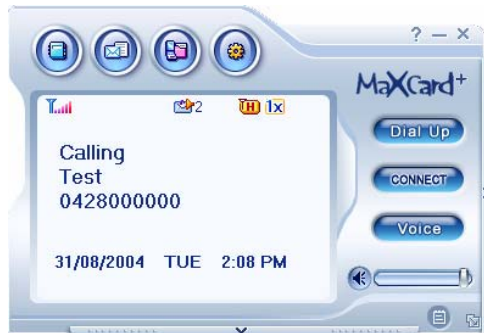 ? – ×
MaXCard+
2 H 1x
Dial Up
Calling
Test
CONNECT
0428000000
Voice
31/08/2004 TUE 2:08 PM